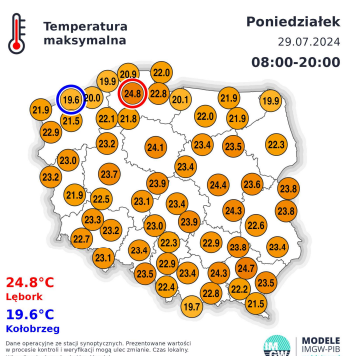 Temperatura
maksymalna
Poniedziałek
29.07.2024
08:00-20:00
20.9 22.0
19.9
19.6 20.0 24.8 22.8 20.1 21.9 19.9
21.9
21.5 22.1 21.8 22.0 21.9
22.9
23.2 24.1 23.4 23.5 22.3
23.0
23.4
23.2 23.7 23.9 24.4 23.6 23.8
21.9 22.5 23.1 23.4 24.3 23.8
23.3 23.2 23.0 23.9 22.6
22.7 23.4 22.3 22.9 23.8 23.4
23.1 22.9 24.7
23.5 23.4 24.3 23.5
22.4 22.8 22.2
19.7 21.5
24.8°C
Lębork
19.6°C
Kołobrzeg
Dane operacyjne ze stacji synoptycznych. Prezentowane wartości
w procesie kontroli i weryfikacji mogą ulec zmianie. Czas lokalny.
IM
GW
MODELE
IMGW-PIB